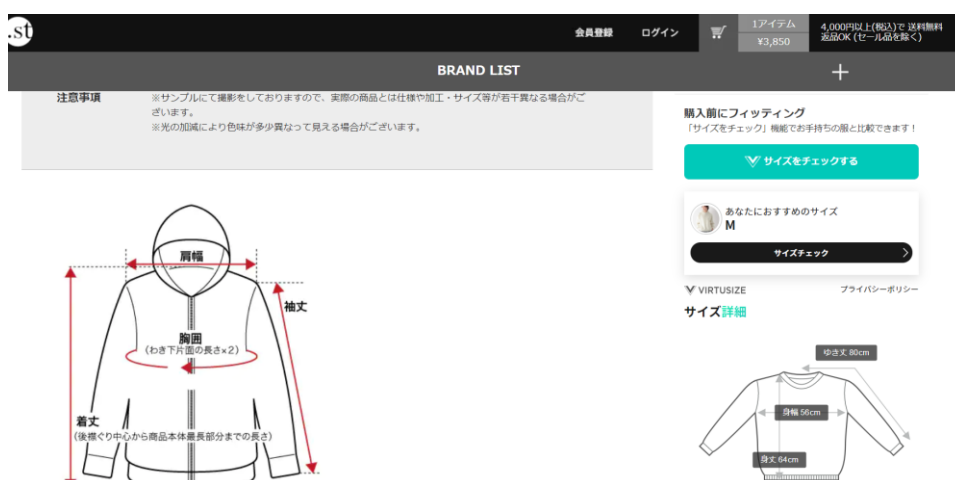 .st
会員登録
ログイン
1アイテム
¥3,850
4,000円以上(税込)で 送料無料
返品OK (セール品を除く)
BRAND LIST
注意事項
※サンプルにて撮影をしておりますので、実際の商品とは仕様や加工・サイズ等が若干異なる場合がご
ざいます。
※光の加減により色味が多少異なって見える場合がございます。
購入前にフィッティング
「サイズをチェック」機能でお手持ちの服と比較できます！
サイズをチェックする
あなたにおすすめのサイズ
M
サイズチェック
VIRTUSIZE
プライバシーポリシー
サイズ詳細
肩幅
袖丈
胸囲
(わき下片面の長さ×2)
着丈
(後襟ぐり中心から商品本体最長部分までの長さ)
ゆき丈 80cm
身幅 56cm
身丈 64cm